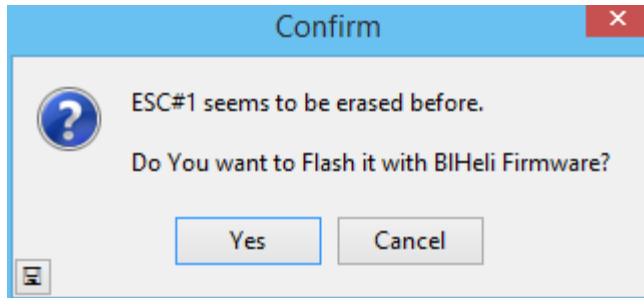 Confirm
ESC#1 seems to be erased before.
Do You want to Flash it with BlHeli Firmware?
Yes
Cancel